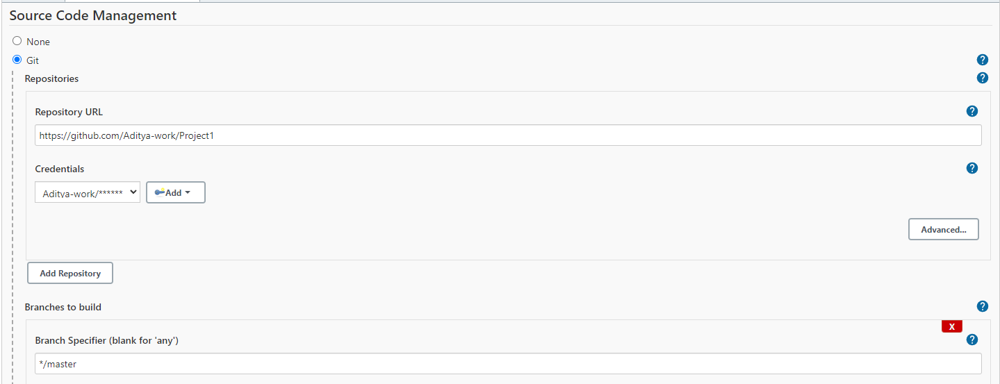 Source Code Management
None
Git
?
Repositories
?
Repository URL
?
https://github.com/Aditya-work/Project1
Credentials
?
Aditya-work/******
Add
Advanced...
Add Repository
Branches to build
?
X
Branch Specifier (blank for 'any')
?
*/master